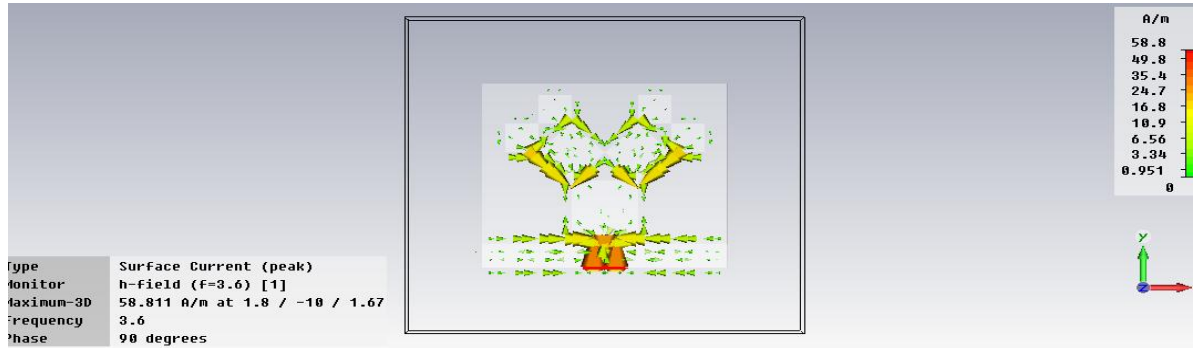 A/m
58.8
49.8
35.4
24.7
16.8
10.9
6.56
3.34
0.951
0
y
z
Type Surface Current (peak)
Monitor h-field (f=3.6) [1]
Maximum-3D 58.811 A/m at 1.8 / -10 / 1.67
Frequency 3.6
Phase 90 degrees